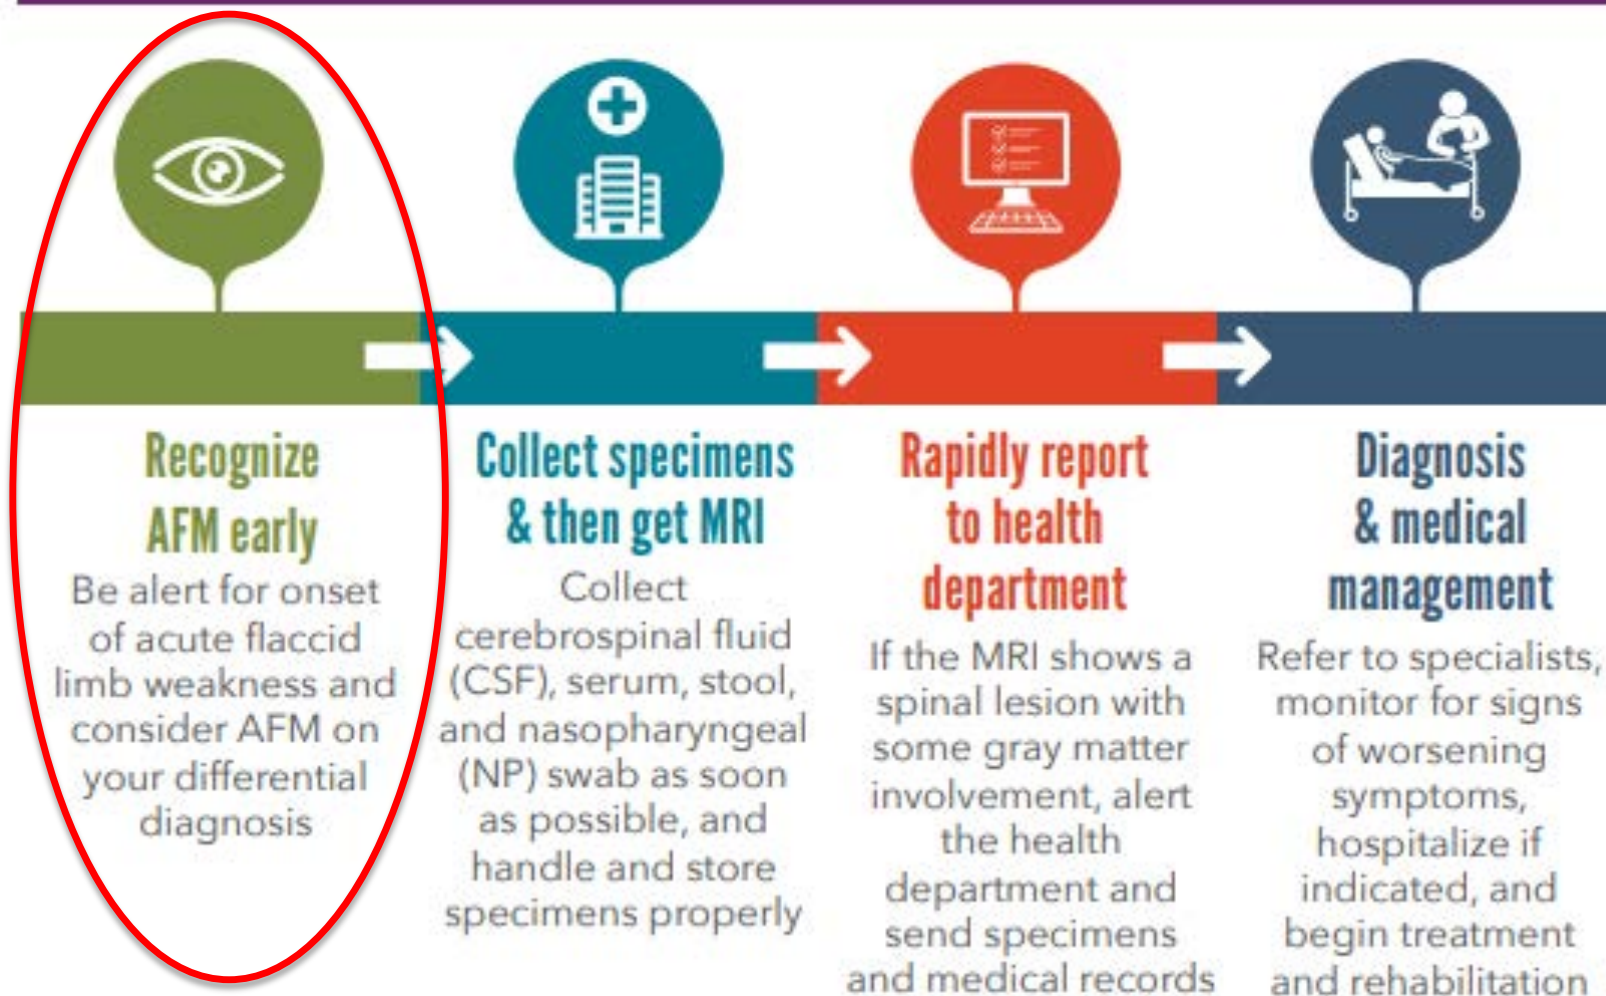 Recognize
AFM early
Be alert for onset
of acute flaccid
limb weakness and
consider AFM on
your differential
diagnosis
Collect specimens
& then get MRI
Collect
cerebrospinal fluid
(CSF), serum, stool,
and nasopharyngeal
(NP) swab as soon
as possible, and
handle and store
specimens properly
Rapidly report
to health
department
If the MRI shows a
spinal lesion with
some gray matter
involvement, alert
the health
department and
send specimens
and medical records
Diagnosis
& medical
management
Refer to specialists,
monitor for signs
of worsening
symptoms,
hospitalize if
indicated, and
begin treatment
and rehabilitation